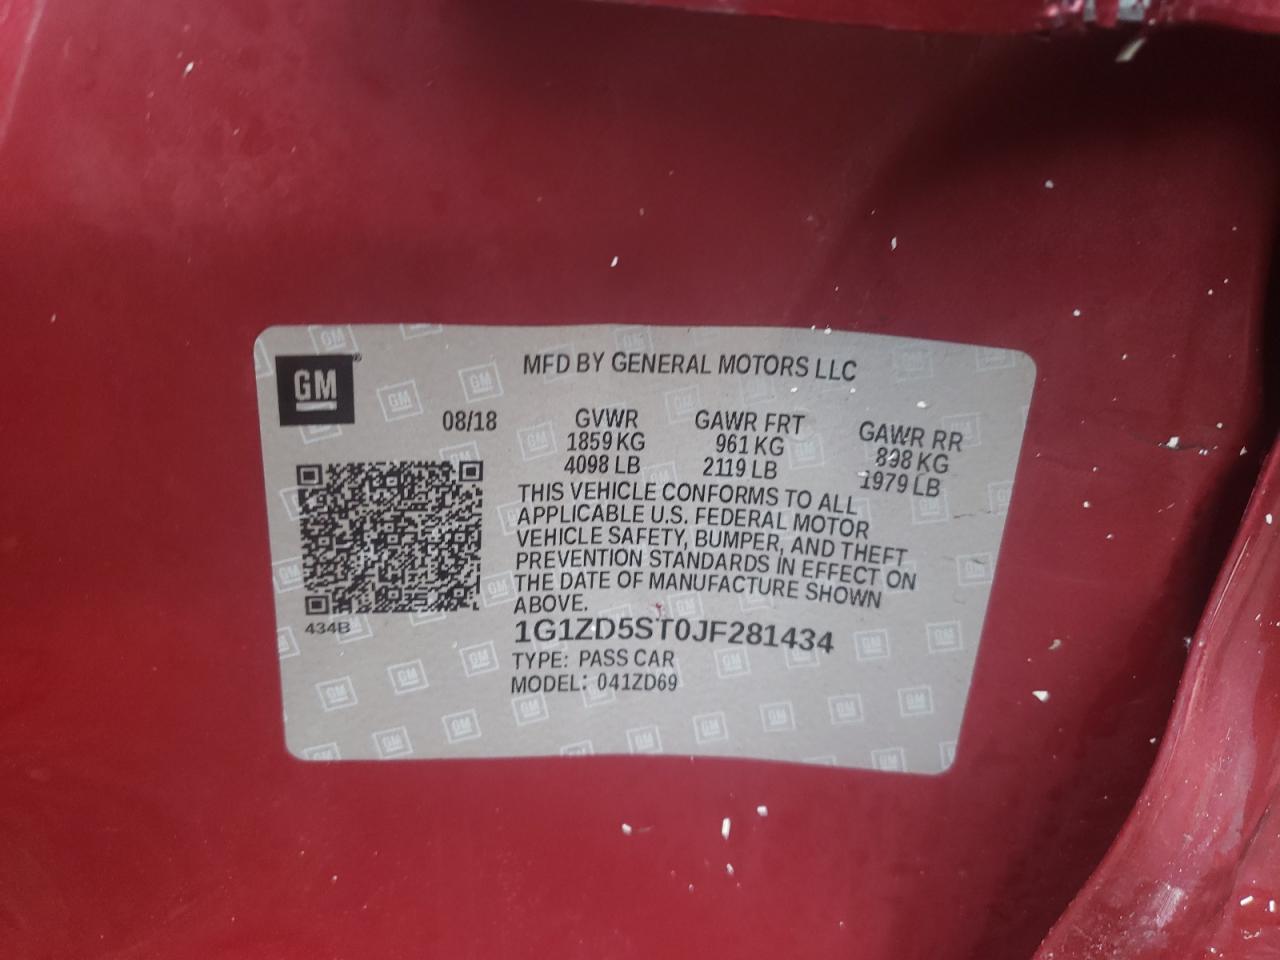 GM
MFD BY GENERAL MOTORS LLC
08/18
GVWR GAWR FRT GAWR RR
1859 KG 961 KG 898 KG
4098 LB 2119 LB 1979 LB
THIS VEHICLE CONFORMS TO ALL
APPLICABLE U.S. FEDERAL MOTOR
VEHICLE SAFETY, BUMPER, AND THEFT
PREVENTION STANDARDS IN EFFECT ON
THE DATE OF MANUFACTURE SHOWN
ABOVE.
434B
1G1ZD5ST0JF281434
TYPE: PASS CAR
MODEL: 041ZD69